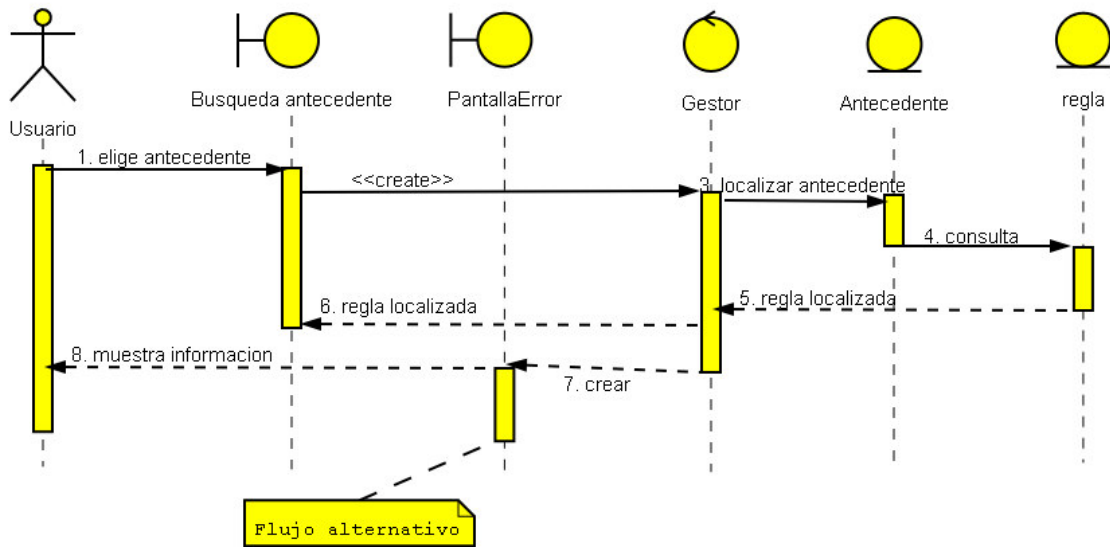 Usuario
Busqueda antecedente
PantallaError
Gestor
Antecedente
regla
1. elige antecedente
<<create>>
3. localizar antecedente
4. consulta
5. regla localizada
6. regla localizada
8. muestra informacion
7. crear
Flujo alternativo